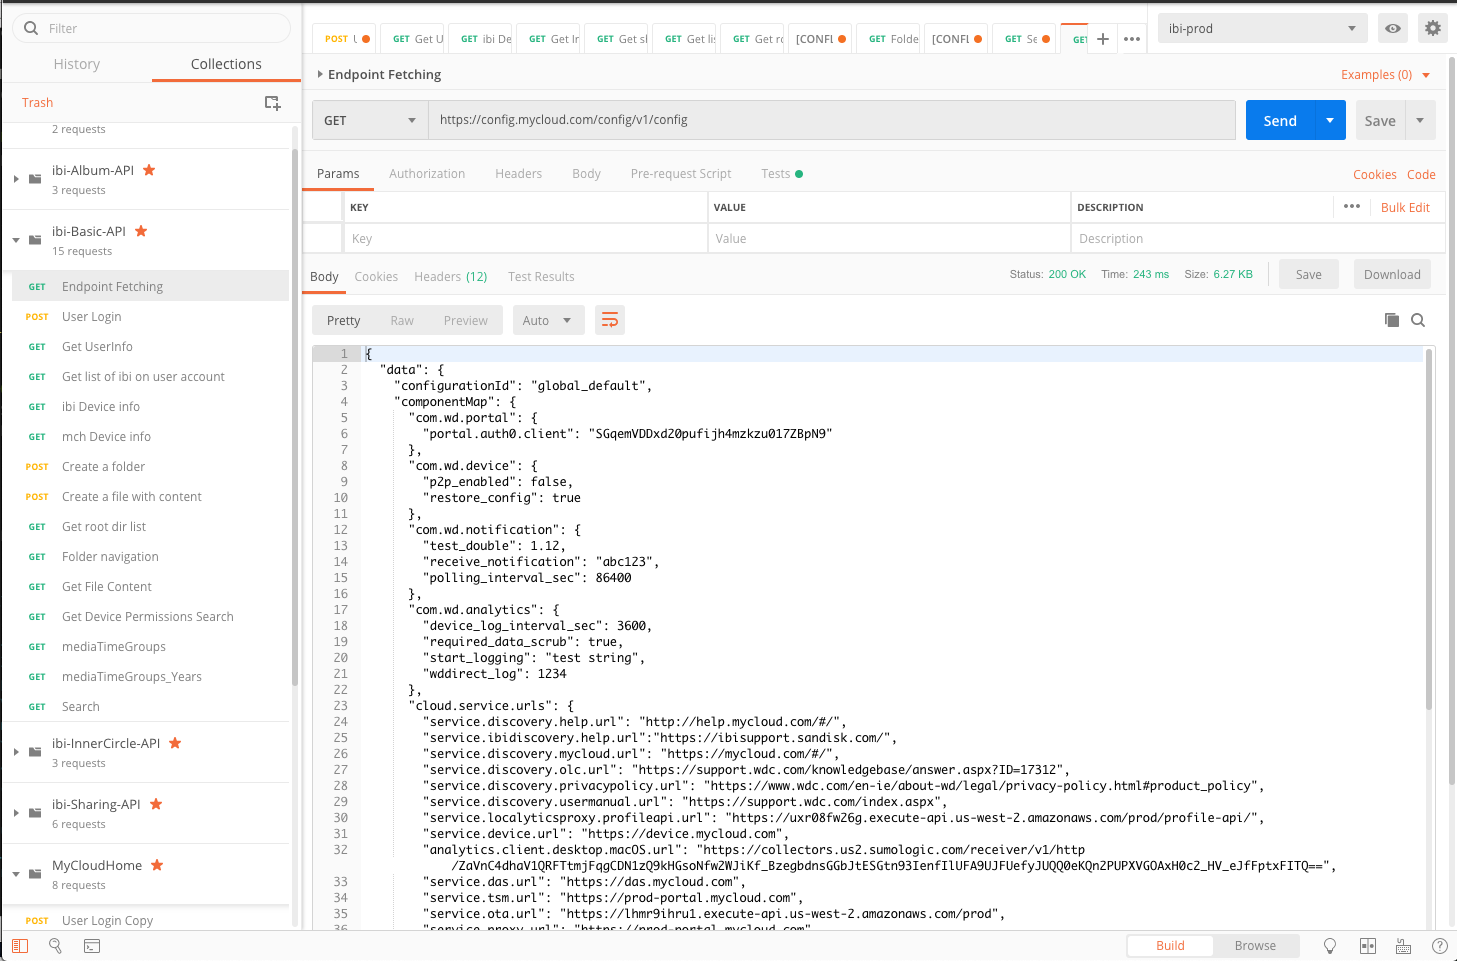 Filter
History
Collections
Trash
2 requests
ibi-Album-API
3 requests
ibi-Basic-API
15 requests
GET Endpoint Fetching
POST User Login
GET Get UserInfo
GET Get list of ibi on user account
GET ibi Device info
GET mch Device info
POST Create a folder
POST Create a file with content
GET Get root dir list
GET Folder navigation
GET Get File Content
GET Get Device Permissions Search
GET mediaTimeGroups
GET mediaTimeGroups_Years
GET Search
ibi-InnerCircle-API
3 requests
ibi-Sharing-API
6 requests
MyCloudHome
8 requests
POST User Login Copy
POST GET Get U GET ibi De GET Get In GET Get sl GET Get lis GET Get ro [CONFL GET Folde [CONFL GET Se GET
ibi-prod
Endpoint Fetching
Examples (0)
GET https://config.mycloud.com/config/v1/config
Send
Save
Params Authorization Headers Body Pre-request Script Tests
Cookies Code
KEY VALUE DESCRIPTION
Bulk Edit
Key Value Description
Body Cookies Headers (12) Test Results
Status: 200 OK Time: 243 ms Size: 6.27 KB
Save Download
Pretty Raw Preview Auto
1 {
2 "data": {
3 "configurationId": "global_default",
4 "componentMap": {
5 "com.wd.portal": {
6 "portal.auth0.client": "SGqemVDDxd20pufijh4mzkzu017ZBpN9"
7 },
8 "com.wd.device": {
9 "p2p_enabled": false,
10 "restore_config": true
11 },
12 "com.wd.notification": {
13 "test_double": 1.12,
14 "receive_notification": "abc123",
15 "polling_interval_sec": 86400
16 },
17 "com.wd.analytics": {
18 "device_log_interval_sec": 3600,
19 "required_data_scrub": true,
20 "start_logging": "test string",
21 "wddirect_log": 1234
22 },
23 "cloud.service.urls": {
24 "service.discovery.help.url": "http://help.mycloud.com/#/",
25 "service.ibidiscovery.help.url":"https://ibisupport.sandisk.com/",
26 "service.discovery.mycloud.url": "https://mycloud.com/#/",
27 "service.discovery.olc.url": "https://support.wdc.com/knowledgebase/answer.aspx?ID=17312",
28 "service.discovery.privacypolicy.url": "https://www.wdc.com/en-ie/about-wd/legal/privacy-policy.html#product_policy",
29 "service.discovery.usermanual.url": "https://support.wdc.com/index.aspx",
30 "service.localyticsproxy.profileapi.url": "https://uxr08fw26g.execute-api.us-west-2.amazonaws.com/prod/profile-api/",
31 "service.device.url": "https://device.mycloud.com",
32 "analytics.client.desktop.macOS.url": "https://collectors.us2.sumologic.com/receiver/v1/http
/ZaVnC4dhaV1QRFTtmjFqgCDN1zQ9kHGsoNfw2WJiKf_BzegbdnsGGbJtESGtn93IenfIlUFA9UJFUefyJUQQ0eKQn2PUPXVGOAxH0c2_HV_eJfFptxFITQ==",
33 "service.das.url": "https://das.mycloud.com",
34 "service.tsm.url": "https://prod-portal.mycloud.com",
35 "service.ota.url": "https://lhmr9ihru1.execute-api.us-west-2.amazonaws.com/prod",
36 "service.proxy.url": "https://prod-portal.mycloud.com"
Build Browse